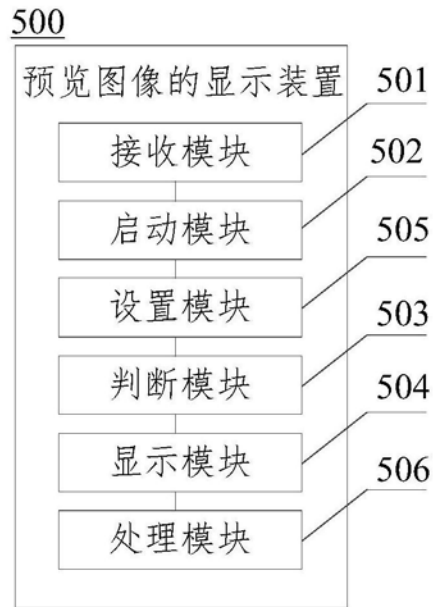 500
预览图像的显示装置
接收模块 501
启动模块 502
设置模块 505
判断模块 503
显示模块 504
处理模块 506